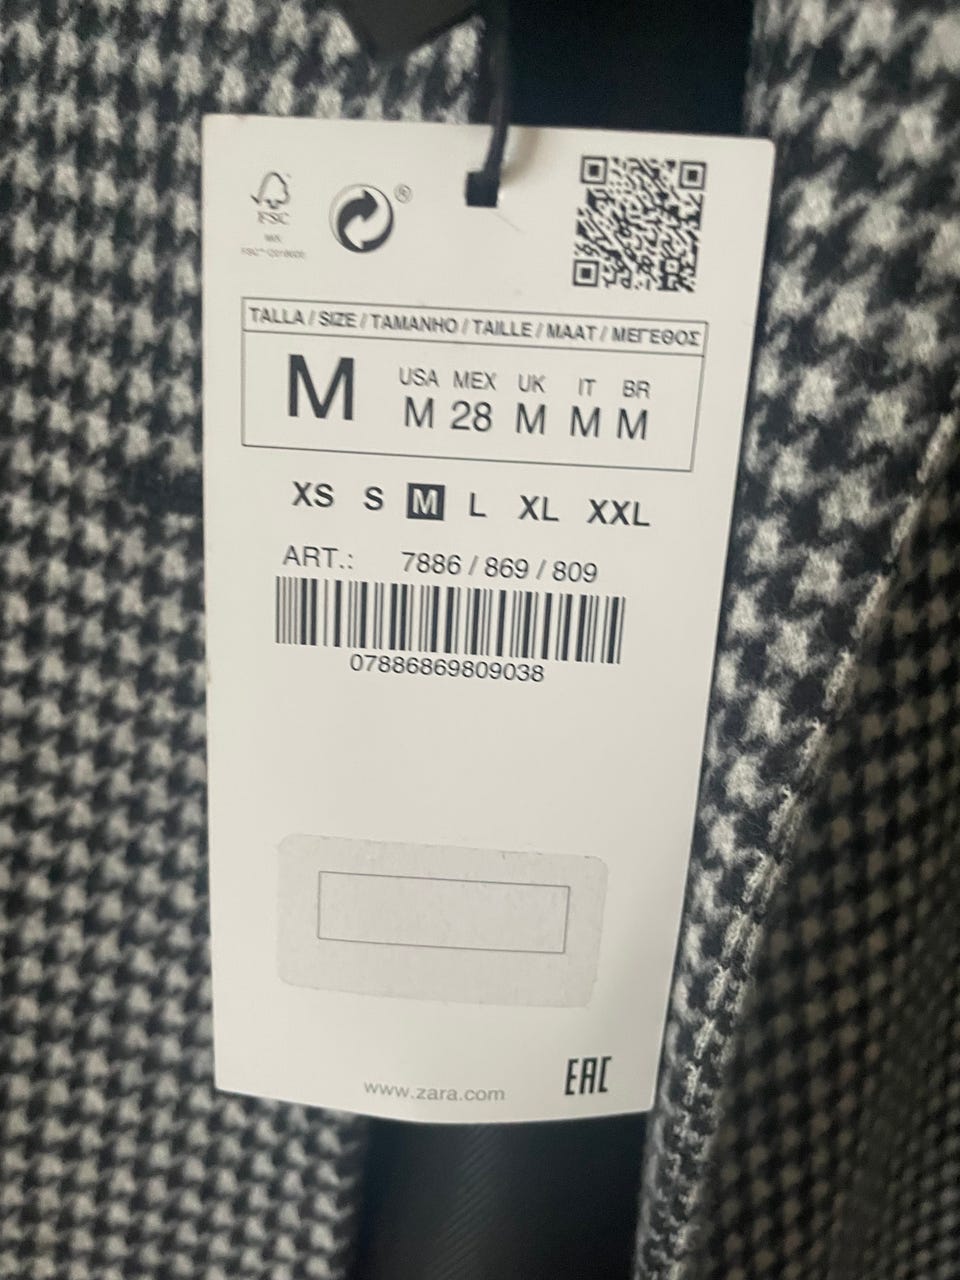 FSC
MIX
®
TALLA / SIZE / TAMANHO / TAILLE / MAAT / ΜΕΓΕΘΟΣ
M
USA MEX UK IT BR
M 28 M M M
XS S M L XL XXL
ART.: 7886 / 869 / 809
07886869809038
www.zara.com
EAC